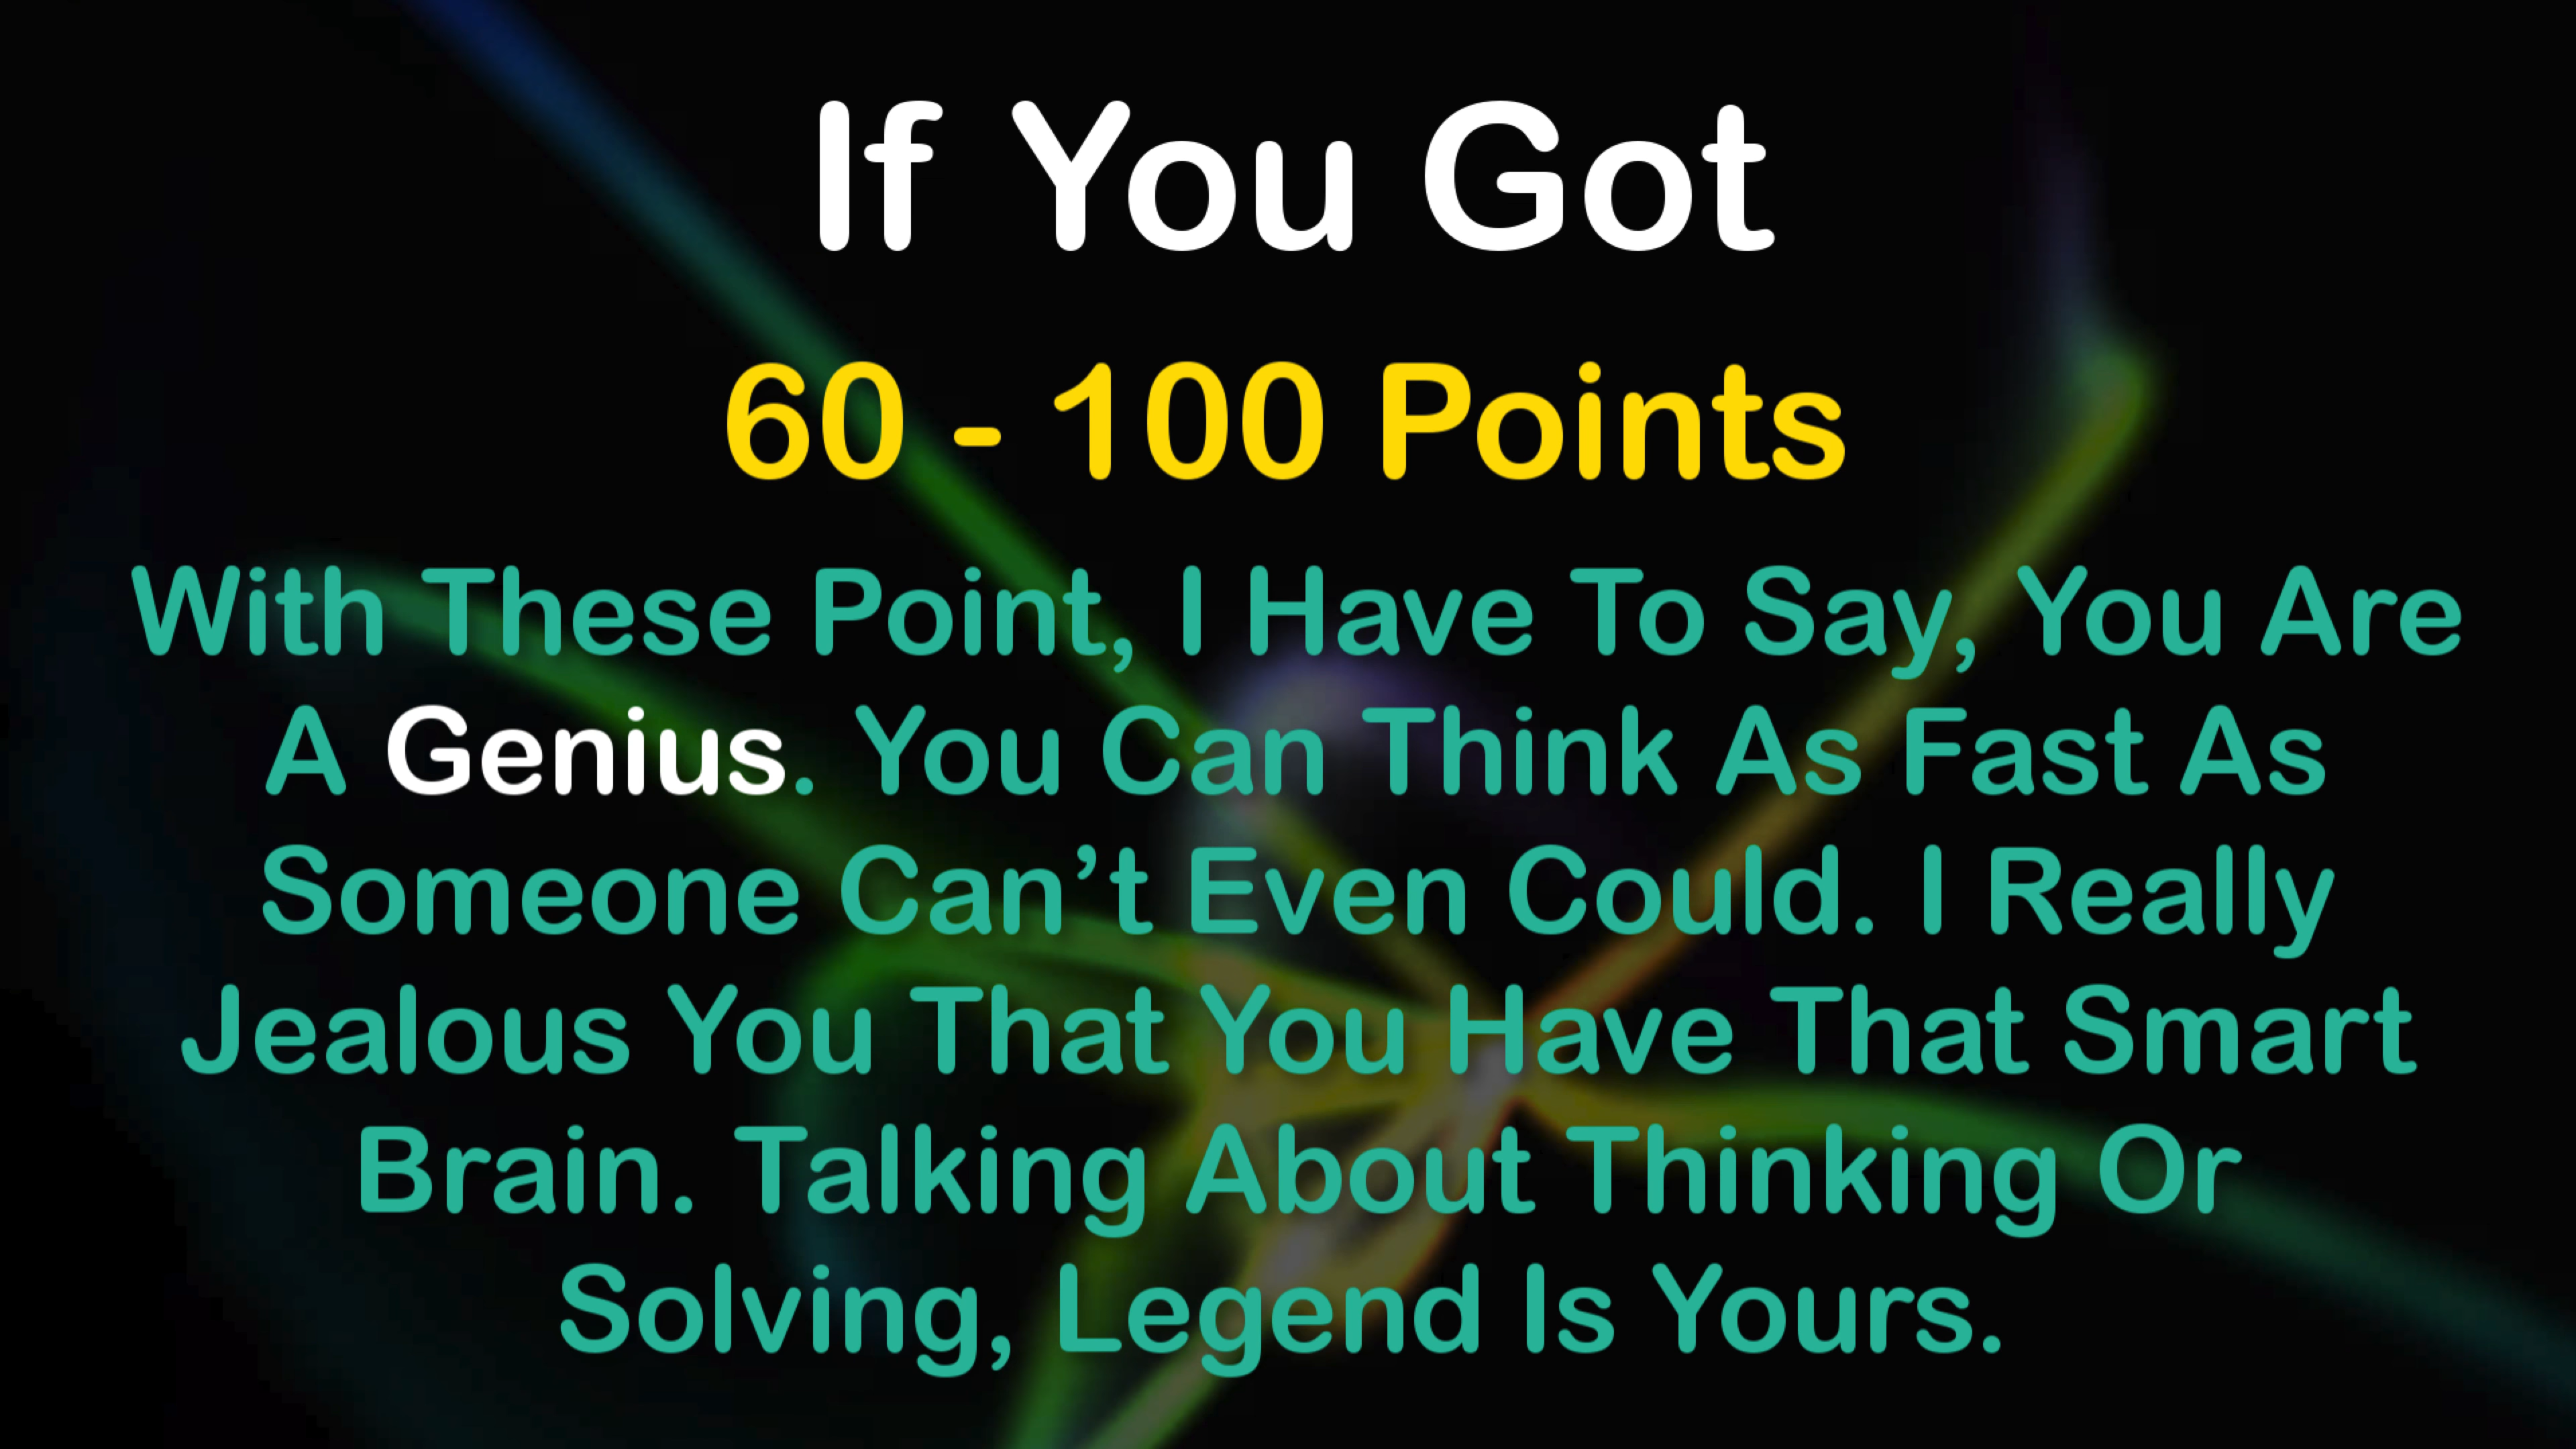 If You Got
60 - 100 Points
With These Point, I Have To Say, You Are
A Genius. You Can Think As Fast As
Someone Can’t Even Could. I Really
Jealous You That You Have That Smart
Brain. Talking About Thinking Or
Solving, Legend Is Yours.